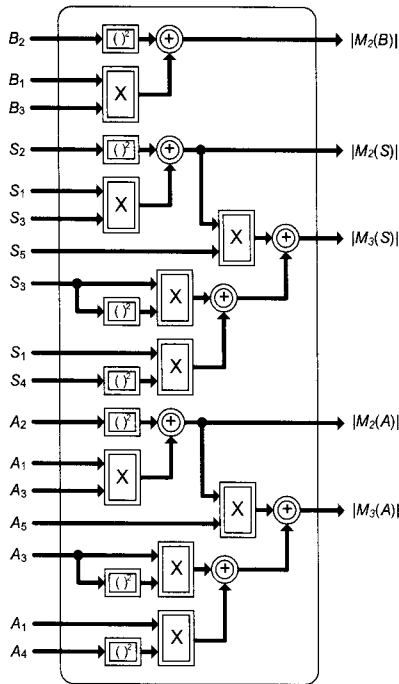 B₂ ( )² + |M₂(B)|
B₁
X
B₃
S₂ ( )² + |M₂(S)|
S₁
X
S₃
X + |M₃(S)|
S₅
S₃
X
( )² +
S₁
X
S₄ ( )²
A₂ ( )² + |M₂(A)|
A₁
X
A₃
X + |M₃(A)|
A₅
A₃
X
( )² +
A₁
X
A₄ ( )²